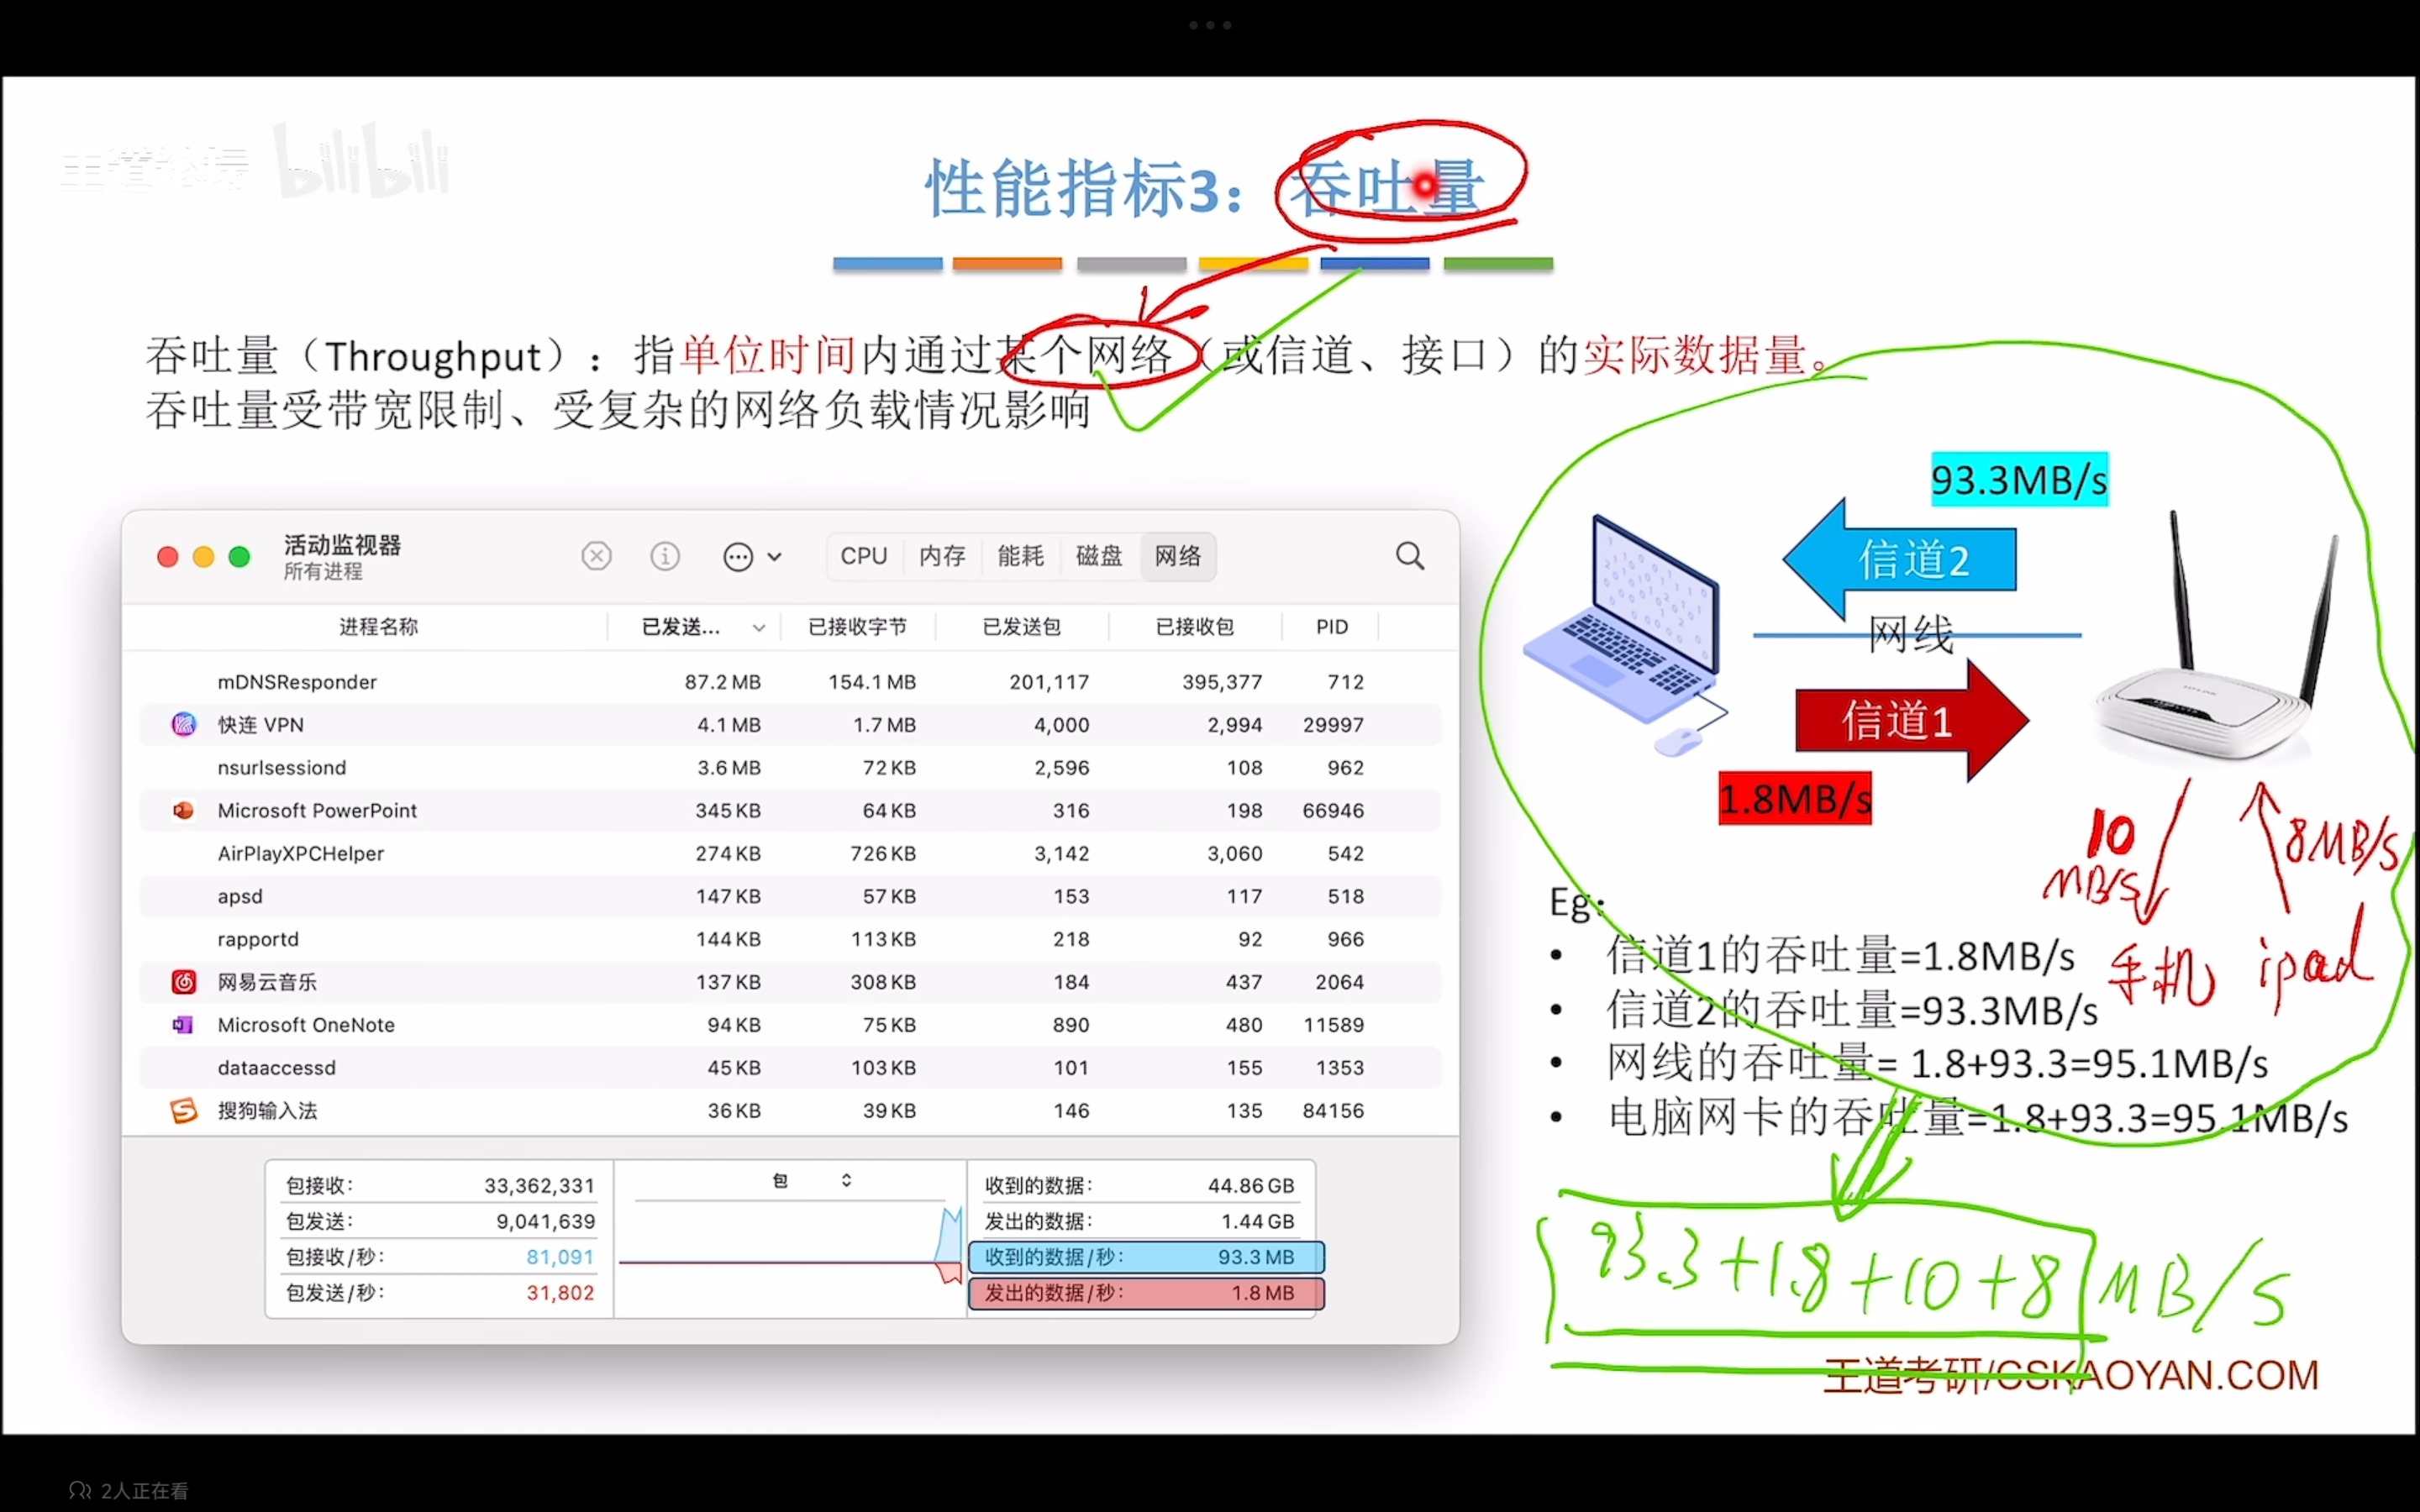 王道论坛 bilibili
性能指标3：吞吐量
吞吐量（Throughput）：指单位时间内通过某个网络（或信道、接口）的实际数据量。
吞吐量受带宽限制、受复杂的网络负载情况影响
活动监视器
所有进程
CPU 内存 能耗 磁盘 网络
进程名称 已发送... 已接收字节 已发送包 已接收包 PID
mDNSResponder 87.2 MB 154.1 MB 201,117 395,377 712
快连 VPN 4.1 MB 1.7 MB 4,000 2,994 29997
nsurlsessiond 3.6 MB 72 KB 2,596 108 962
Microsoft PowerPoint 345 KB 64 KB 316 198 66946
AirPlayXPCHelper 274 KB 726 KB 3,142 3,060 542
apsd 147 KB 57 KB 153 117 518
rapportd 144 KB 113 KB 218 92 966
网易云音乐 137 KB 308 KB 184 437 2064
Microsoft OneNote 94 KB 75 KB 890 480 11589
dataaccessd 45 KB 103 KB 101 155 1353
搜狗输入法 36 KB 39 KB 146 135 84156
包接收： 33,362,331
包发送： 9,041,639
包接收/秒： 81,091
包发送/秒： 31,802
包
收到的数据： 44.86 GB
发出的数据： 1.44 GB
收到的数据/秒： 93.3 MB
发出的数据/秒： 1.8 MB
93.3MB/s
信道2
网线
信道1
1.8MB/s
10
MB/s
8MB/s
手机 ipad
Eg：
• 信道1的吞吐量=1.8MB/s
• 信道2的吞吐量=93.3MB/s
• 网线的吞吐量= 1.8+93.3=95.1MB/s
• 电脑网卡的吞吐量=1.8+93.3=95.1MB/s
93.3+1.8+10+8 MB/s
王道考研/CSKAOYAN.COM
2人正在看